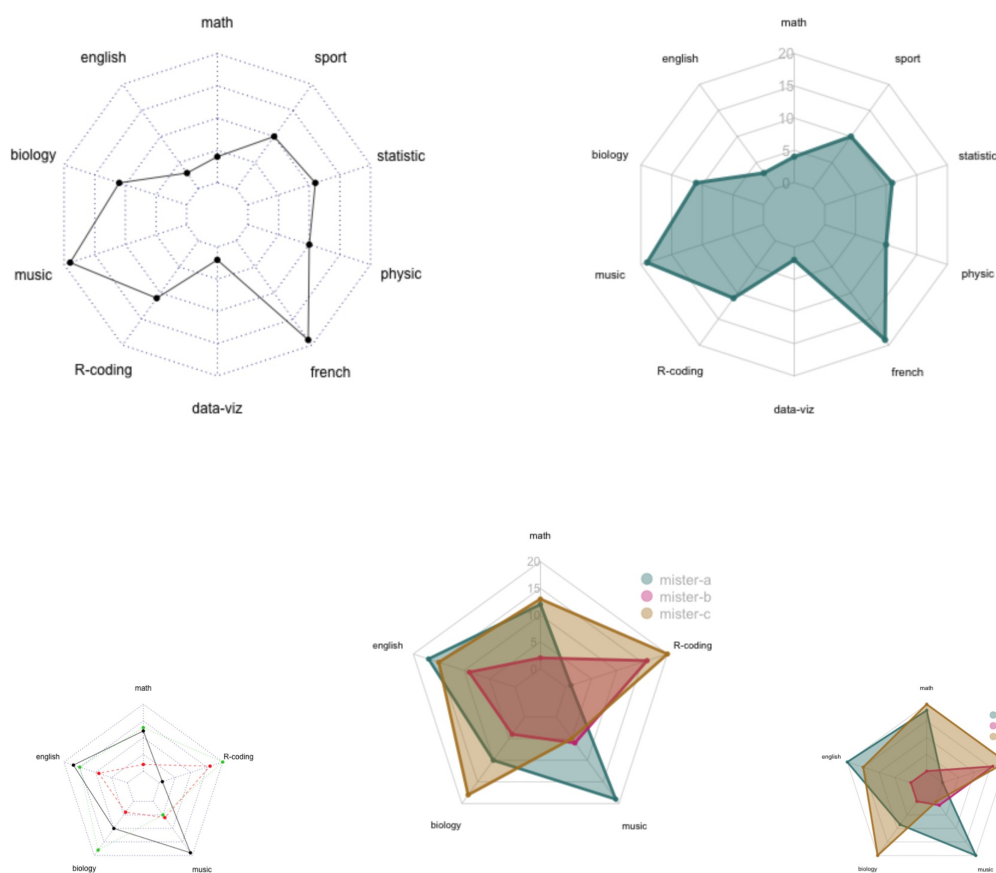 math
english
sport
biology
statistic
music
physic
R-coding
french
data-viz
math
20
english
sport
15
10
biology
5
statistic
0
music
physic
R-coding
french
data-viz
math
20
mister-a
15
mister-b
10
mister-c
english
5
R-coding
0
biology
music
math
english
R-coding
biology
music
math
english
biology
music